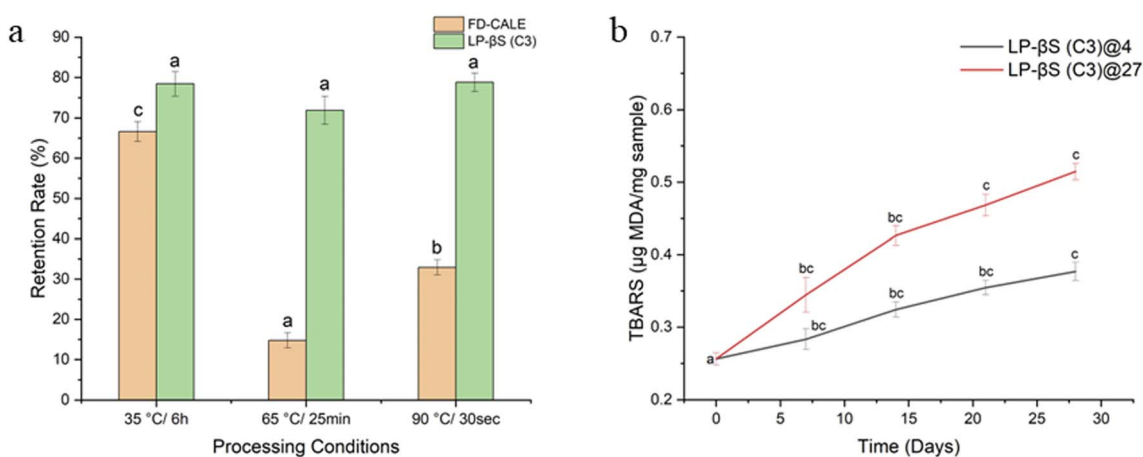 a
FD-CALE
LP-βS (C3)
90
80
70
60
50
40
30
20
10
0
Retention Rate (%)
c
a
a
a
b
a
35 °C/ 6h
65 °C/ 25min
90 °C/ 30sec
Processing Conditions
b
LP-βS (C3)@4
LP-βS (C3)@27
0.7
0.6
0.5
0.4
0.3
0.2
TBARS (μg MDA/mg sample)
a
bc
bc
c
c
bc
bc
bc
c
0
5
10
15
20
25
30
Time (Days)